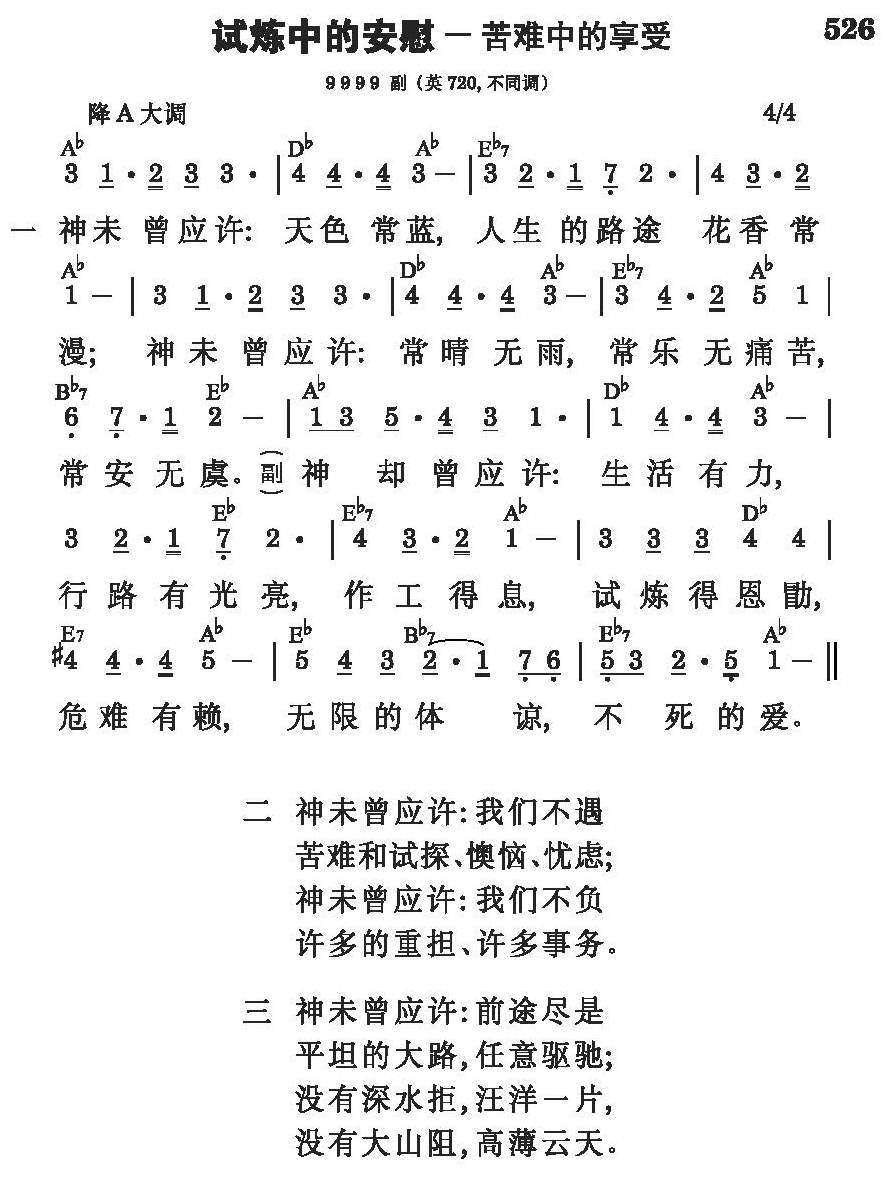 试炼中的安慰－苦难中的享受 526
9 9 9 9 副（英 720, 不同调）
降 A 大调 4/4
A♭ D♭ A♭ E♭7
3 1 · 2 3 3 · | 4 4 · 4 3 – | 3 2 · 1 7 2 · | 4 3 · 2
一 神未 曾应许: 天色 常蓝, 人生 的路途 花香 常
A♭ D♭ A♭ E♭7 A♭
1 – | 3 1 · 2 3 3 · | 4 4 · 4 3 – | 3 4 · 2 5 1 |
漫; 神未 曾应许: 常晴 无雨, 常乐 无痛苦,
B♭7 E♭ A♭ D♭ A♭
6 7 · 1 2 – | 1 3 5 · 4 3 1 · | 1 4 · 4 3 – |
常安无虞。(副)神 却曾应许: 生活有力,
E♭ E♭7 A♭ D♭
3 2 · 1 7 2 · | 4 3 · 2 1 – | 3 3 3 4 4 |
行路有光亮, 作工得息, 试炼得恩勖,
E7 A♭ E♭ B♭7 E♭7 A♭
♯4 4 · 4 5 – | 5 4 3 2 · 1 7 6 | 5 3 2 · 5 1 – ‖
危难有赖, 无限的体 谅, 不 死的爱。
二 神未曾应许: 我们不遇
苦难和试探、懊恼、忧虑;
神未曾应许: 我们不负
许多的重担、许多事务。
三 神未曾应许: 前途尽是
平坦的大路, 任意驱驰;
没有深水拒, 汪洋一片,
没有大山阻, 高薄云天。